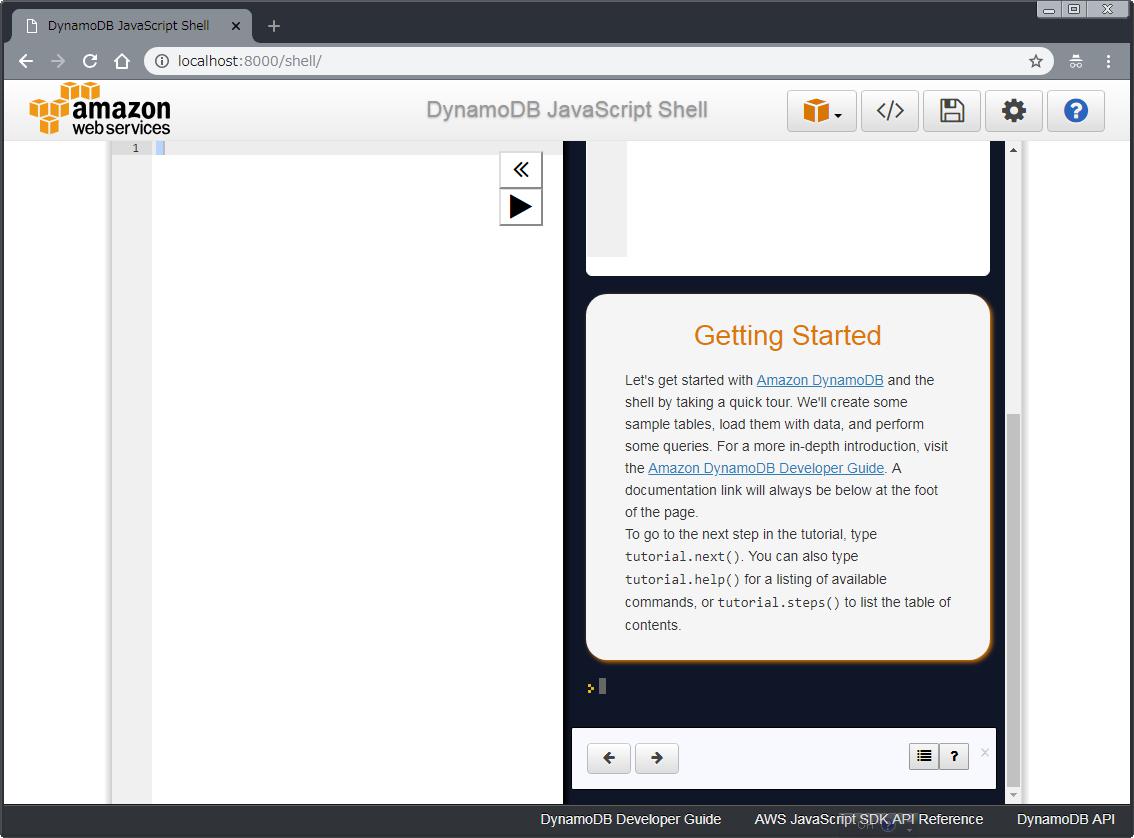 DynamoDB JavaScript Shell
localhost:8000/shell/
amazon
web services
DynamoDB JavaScript Shell
1
Getting Started
Let's get started with Amazon DynamoDB and the
shell by taking a quick tour. We'll create some
sample tables, load them with data, and perform
some queries. For a more in-depth introduction, visit
the Amazon DynamoDB Developer Guide. A
documentation link will always be below at the foot
of the page.
To go to the next step in the tutorial, type
tutorial.next(). You can also type
tutorial.help() for a listing of available
commands, or tutorial.steps() to list the table of
contents.
DynamoDB Developer Guide
AWS JavaScript SDK API Reference
DynamoDB API